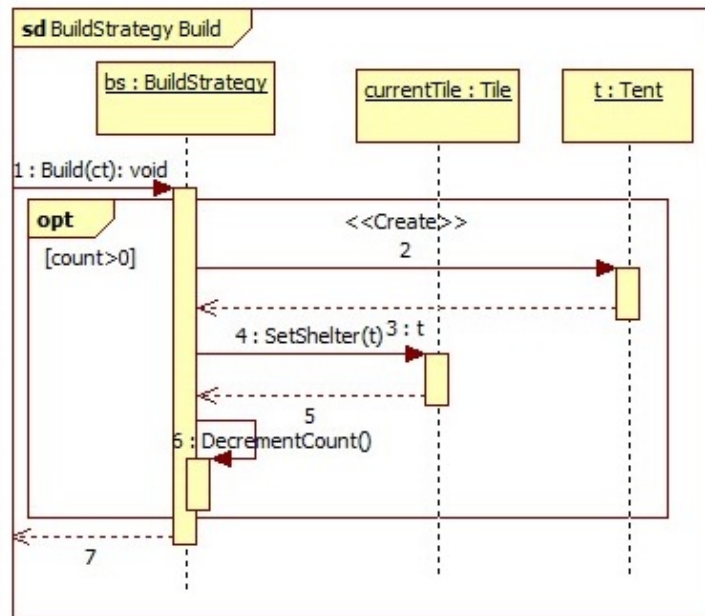 sd BuildStrategy Build
bs : BuildStrategy
currentTile : Tile
t : Tent
1 : Build(ct): void
opt
[count>0]
<<Create>>
2
3 : t
4 : SetShelter(t)
5
6 : DecrementCount()
7